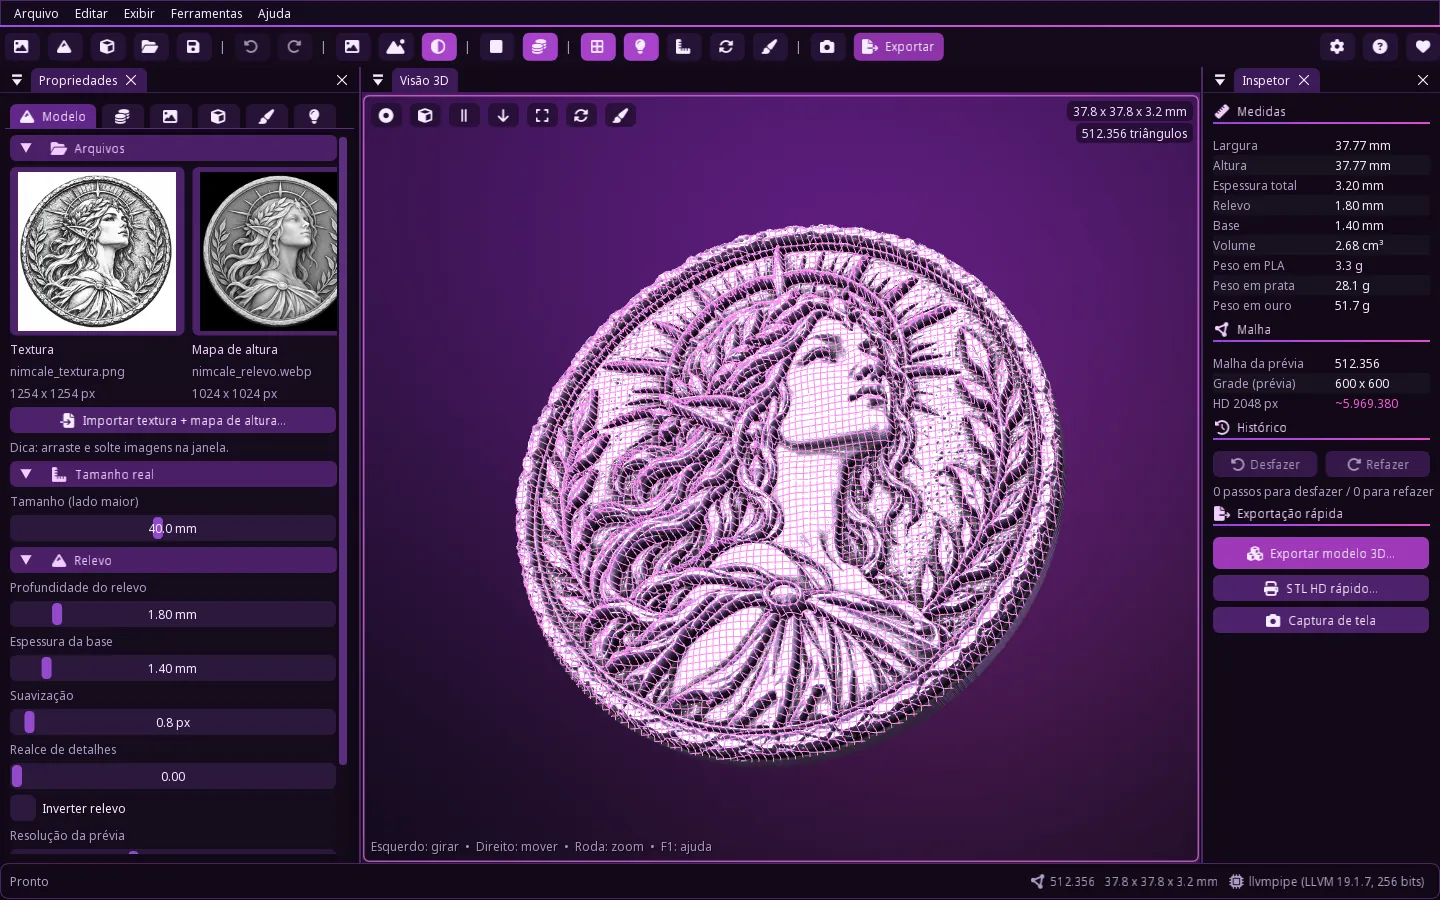 Arquivo Editar Exibir Ferramentas Ajuda
Exportar
Propriedades
Modelo
Arquivos
Textura
nimcale_textura.png
1254 x 1254 px
Mapa de altura
nimcale_relevo.webp
1024 x 1024 px
Importar textura + mapa de altura...
Dica: arraste e solte imagens na janela.
Tamanho real
Tamanho (lado maior)
40.0 mm
Relevo
Profundidade do relevo
1.80 mm
Espessura da base
1.40 mm
Suavização
0.8 px
Realce de detalhes
0.00
Inverter relevo
Resolução da prévia
Visão 3D
37.8 x 37.8 x 3.2 mm
512.356 triângulos
Esquerdo: girar • Direito: mover • Roda: zoom • F1: ajuda
Inspetor
Medidas
Largura 37.77 mm
Altura 37.77 mm
Espessura total 3.20 mm
Relevo 1.80 mm
Base 1.40 mm
Volume 2.68 cm³
Peso em PLA 3.3 g
Peso em prata 28.1 g
Peso em ouro 51.7 g
Malha
Malha da prévia 512.356
Grade (prévia) 600 x 600
HD 2048 px ~5.969.380
Histórico
Desfazer Refazer
0 passos para desfazer / 0 para refazer
Exportação rápida
Exportar modelo 3D...
STL HD rápido...
Captura de tela
Pronto
512.356 37.8 x 37.8 x 3.2 mm llvmpipe (LLVM 19.1.7, 256 bits)